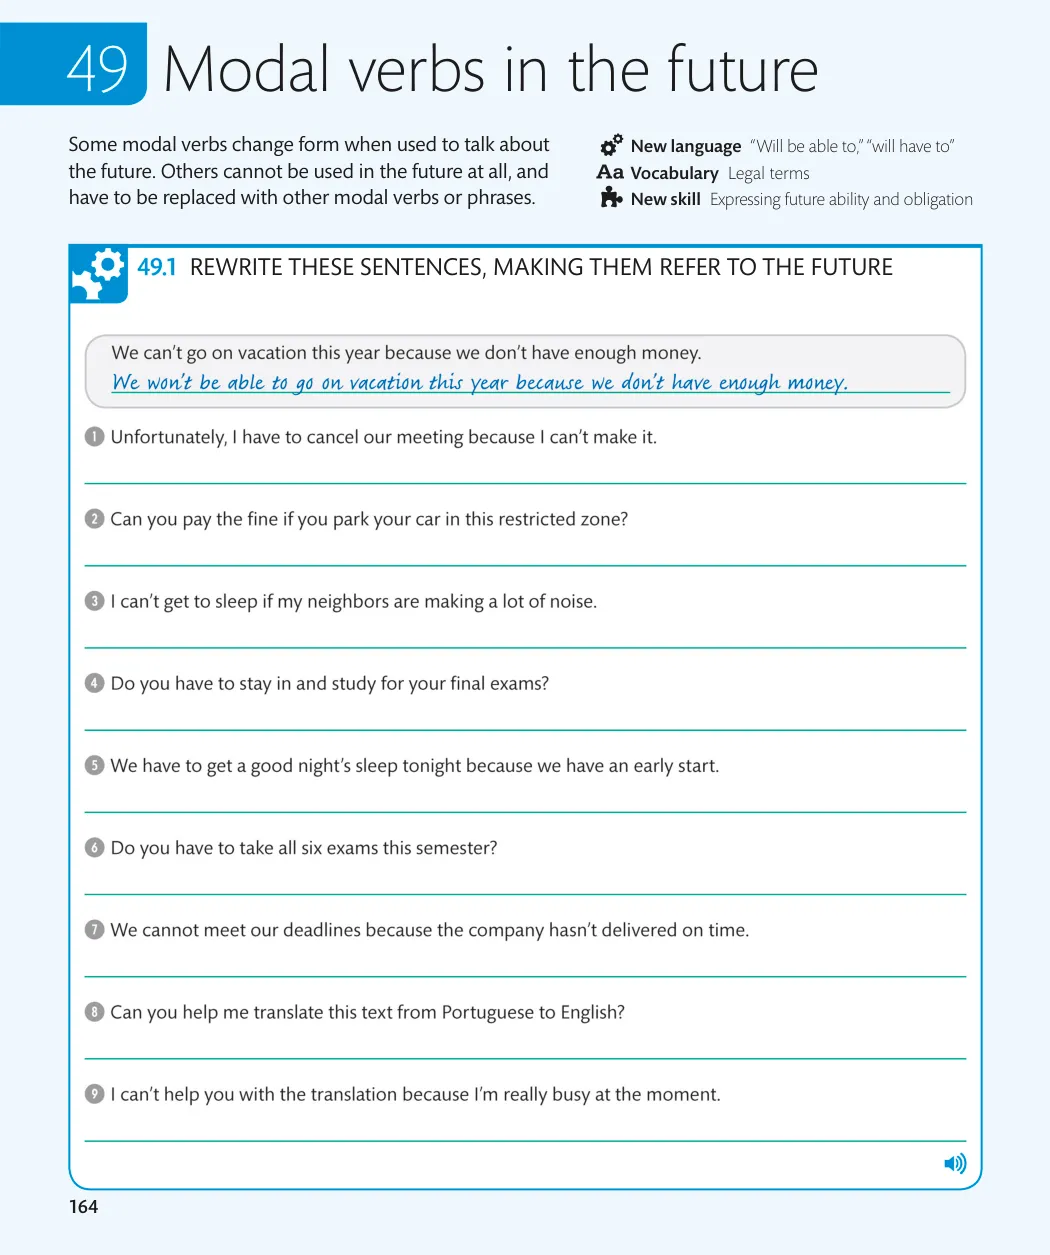 49 Modal verbs in the future
Some modal verbs change form when used to talk about
the future. Others cannot be used in the future at all, and
have to be replaced with other modal verbs or phrases.
New language “Will be able to,” “will have to”
Aa Vocabulary Legal terms
New skill Expressing future ability and obligation
49.1 REWRITE THESE SENTENCES, MAKING THEM REFER TO THE FUTURE
We can’t go on vacation this year because we don’t have enough money.
We won’t be able to go on vacation this year because we don’t have enough money.
1 Unfortunately, I have to cancel our meeting because I can’t make it.
2 Can you pay the fine if you park your car in this restricted zone?
3 I can’t get to sleep if my neighbors are making a lot of noise.
4 Do you have to stay in and study for your final exams?
5 We have to get a good night’s sleep tonight because we have an early start.
6 Do you have to take all six exams this semester?
7 We cannot meet our deadlines because the company hasn’t delivered on time.
8 Can you help me translate this text from Portuguese to English?
9 I can’t help you with the translation because I’m really busy at the moment.
164